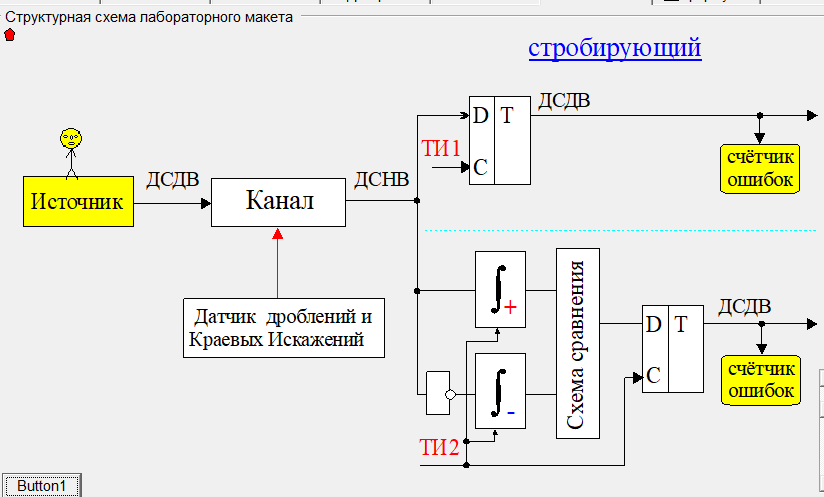 Структурная схема лабораторного макета
стробирующий
ДСДВ
D T
ТИ1
C
счётчик
ошибок
ДСДВ
ДСНВ
Источник
Канал
Датчик дроблений и
Краевых Искажений
∫
+
∫
-
Схема сравнения
ДСДВ
D T
C
счётчик
ошибок
ТИ2
Button1